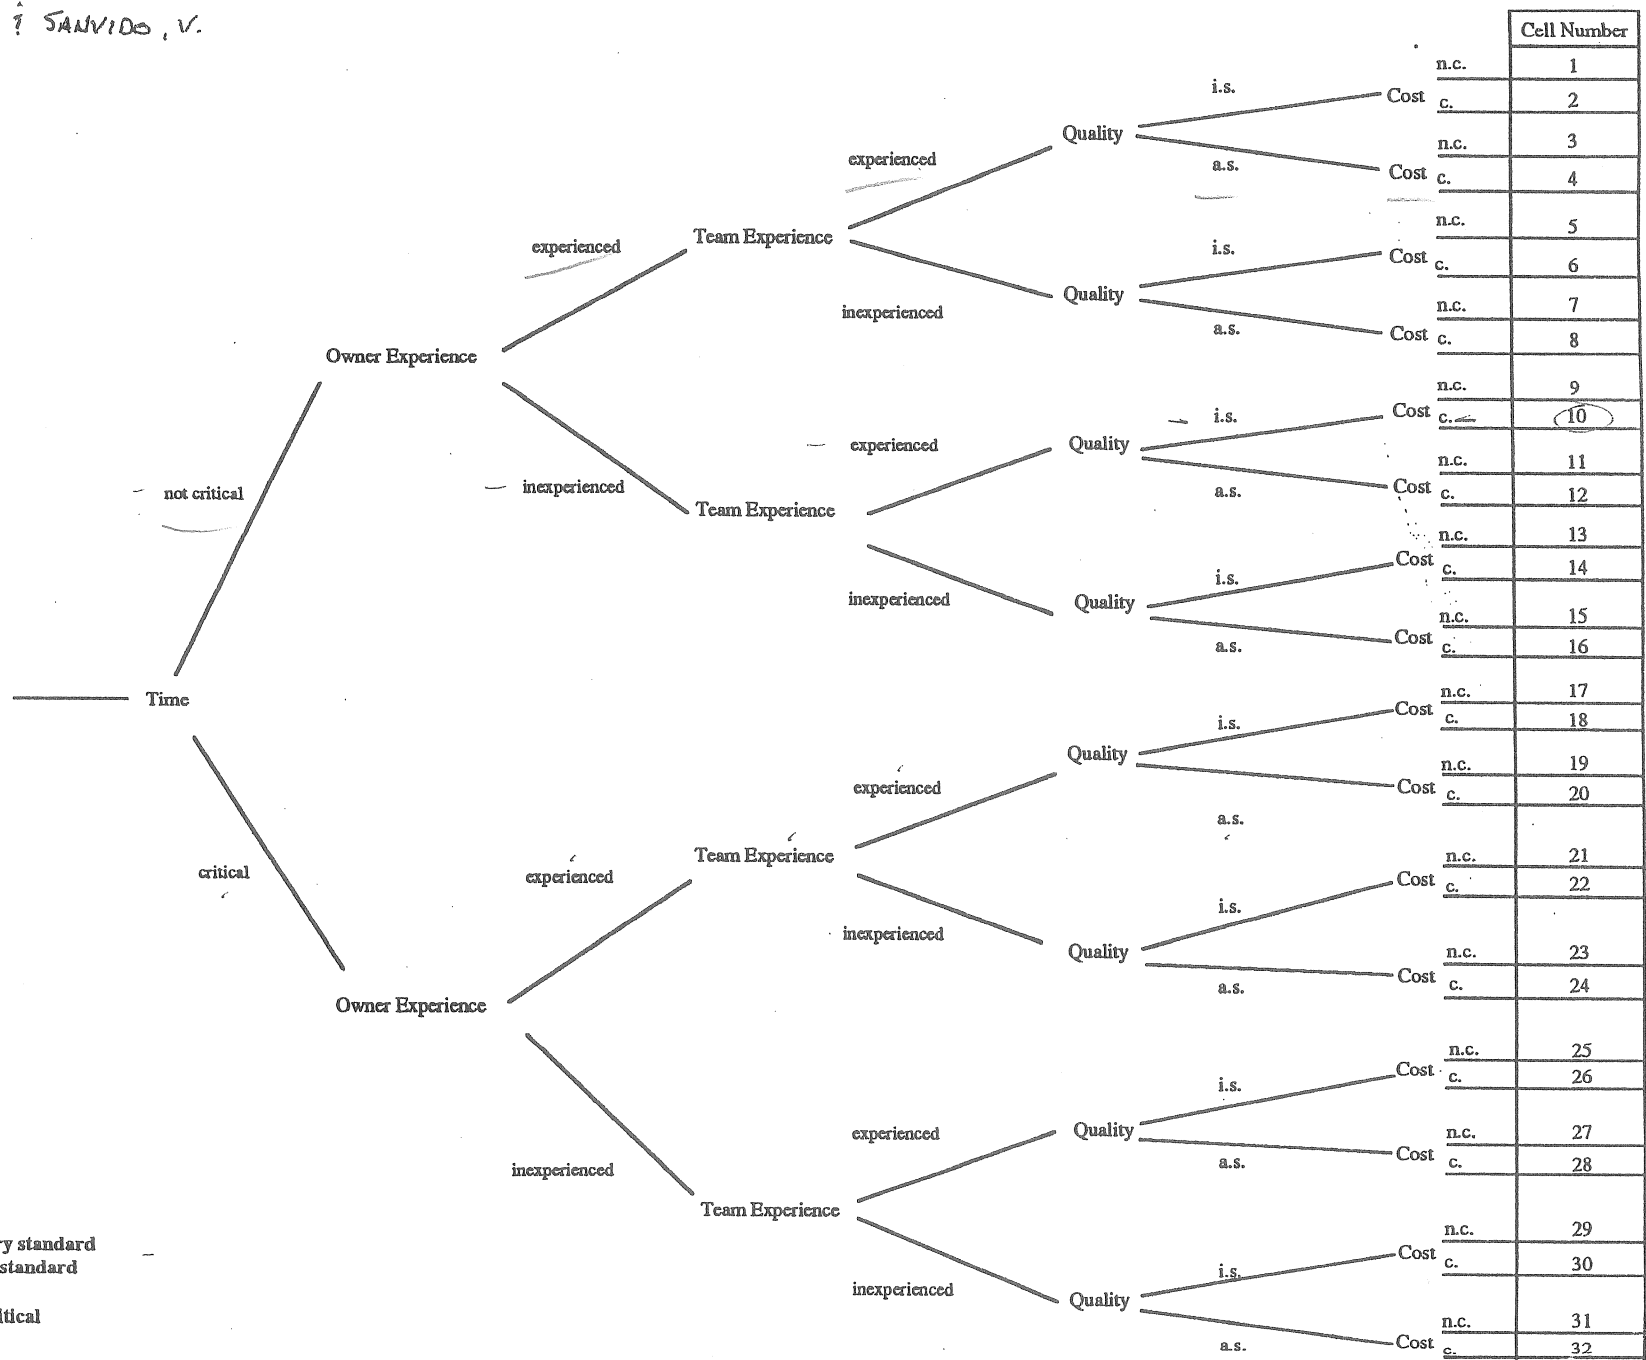 & SANVIDO, V.
Cell Number
n.c. 1
i.s. Cost c. 2
Quality
experienced a.s. n.c. 3
Cost c. 4
Team Experience
experienced n.c. 5
i.s. Cost c. 6
Quality
inexperienced a.s. n.c. 7
Cost c. 8
Owner Experience
n.c. 9
i.s. Cost c. 10
experienced Quality
n.c. 11
not critical inexperienced a.s. Cost c. 12
Team Experience
n.c. 13
i.s. Cost c. 14
inexperienced Quality
n.c. 15
a.s. Cost c. 16
Time
n.c. 17
i.s. Cost c. 18
Quality
experienced n.c. 19
Cost c. 20
a.s.
Team Experience
critical experienced n.c. 21
i.s. Cost c. 22
inexperienced Quality
n.c. 23
a.s. Cost c. 24
Owner Experience
n.c. 25
i.s. Cost c. 26
experienced Quality
n.c. 27
inexperienced a.s. Cost c. 28
Team Experience
n.c. 29
i.s. Cost c. 30
inexperienced Quality
n.c. 31
a.s. Cost c. 32
ry standard
standard
itical